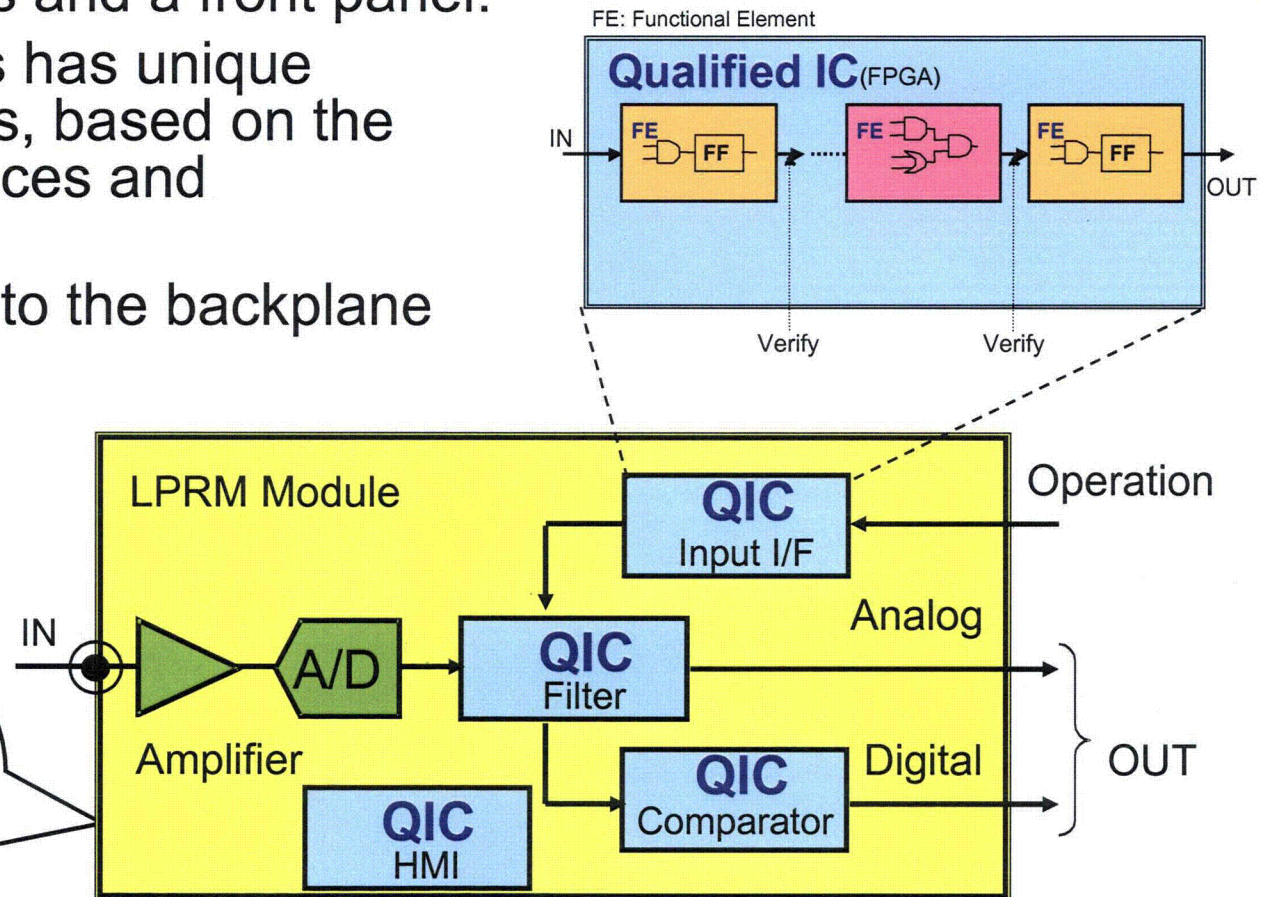 s and a front panel.
s has unique
s, based on the
ces and
to the backplane
FE: Functional Element
Qualified IC(FPGA)
IN
FE
FF
FE
FE
FF
OUT
Verify
Verify
LPRM Module
QIC
Input I/F
Operation
IN
A/D
Amplifier
QIC
Filter
Analog
QIC
Comparator
Digital
OUT
QIC
HMI